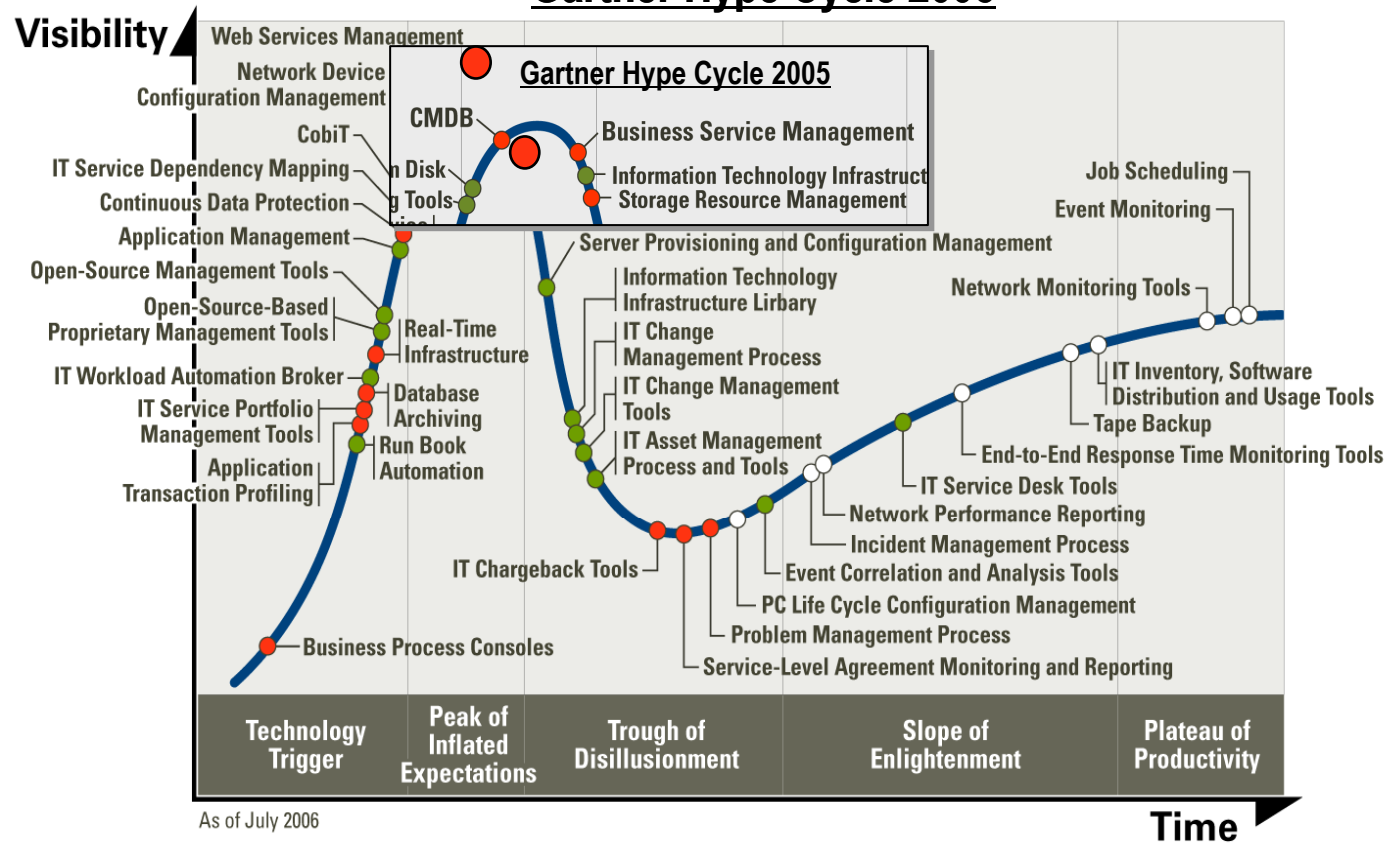 Gartner Hype Cycle
Visibility
Web Services Management
Network Device
Configuration Management
CobiT
IT Service Dependency Mapping
Continuous Data Protection
Application Management
Open-Source Management Tools
Open-Source-Based
Proprietary Management Tools
Real-Time
Infrastructure
IT Workload Automation Broker
Database
Archiving
IT Service Portfolio
Management Tools
Run Book
Automation
Application
Transaction Profiling
Business Process Consoles
Gartner Hype Cycle 2005
CMDB
Disk
g Tools
Business Service Management
Information Technology Infrastruct
Storage Resource Management
Server Provisioning and Configuration Management
Information Technology
Infrastructure Lirbary
IT Change
Management Process
IT Change Management
Tools
IT Asset Management
Process and Tools
IT Chargeback Tools
Job Scheduling
Event Monitoring
Network Monitoring Tools
IT Inventory, Software
Distribution and Usage Tools
Tape Backup
End-to-End Response Time Monitoring Tools
IT Service Desk Tools
Network Performance Reporting
Incident Management Process
Event Correlation and Analysis Tools
PC Life Cycle Configuration Management
Problem Management Process
Service-Level Agreement Monitoring and Reporting
Technology
Trigger
Peak of
Inflated
Expectations
Trough of
Disillusionment
Slope of
Enlightenment
Plateau of
Productivity
As of July 2006
Time